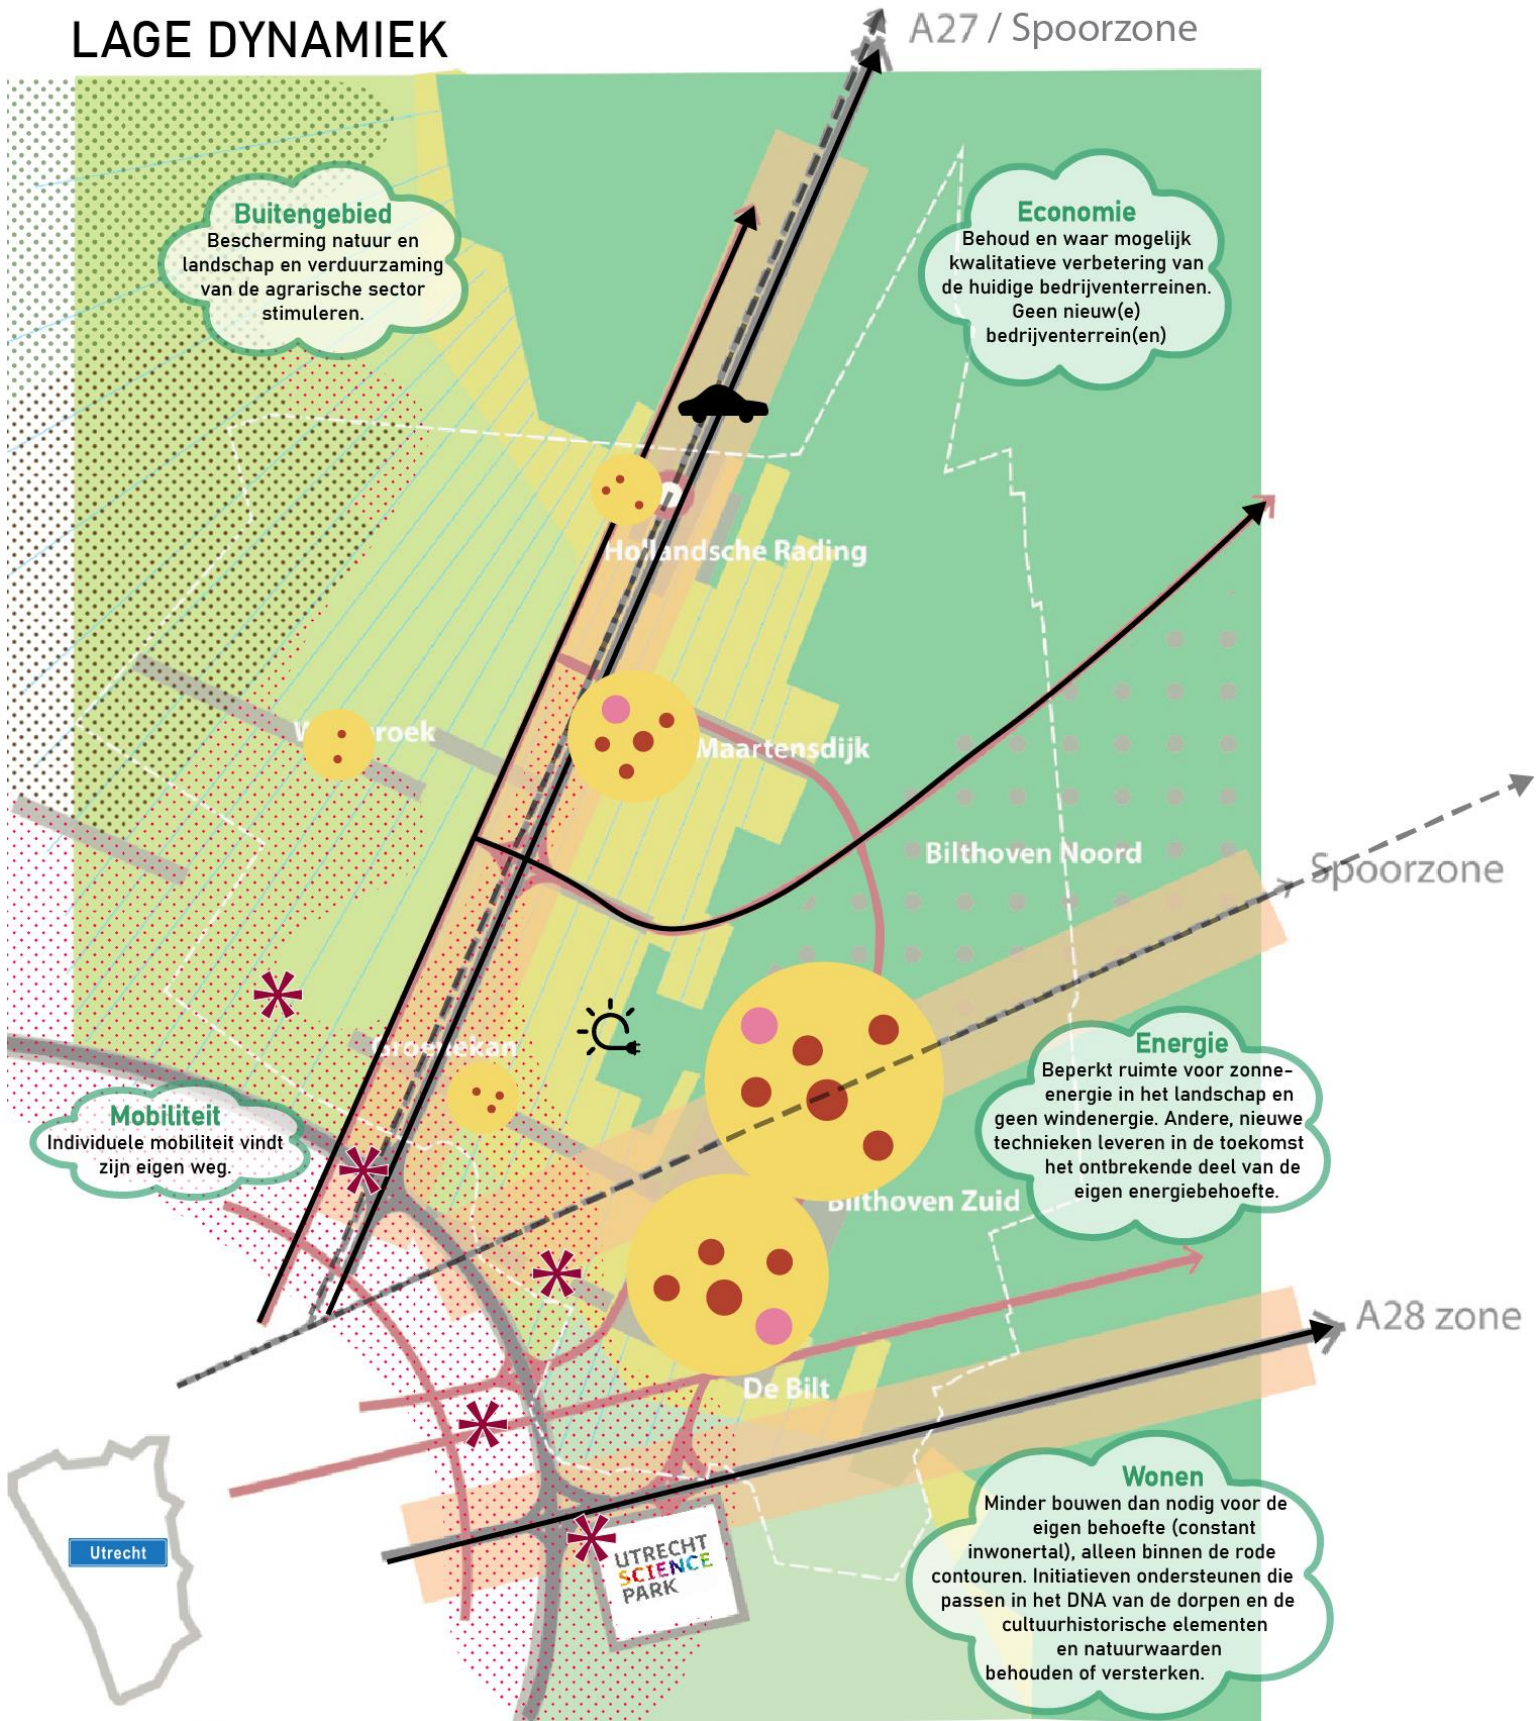 LAGE DYNAMIEK
A27 / Spoorzone
Buitengebied
Bescherming natuur en
landschap en verduurzaming
van de agrarische sector
stimuleren.
Economie
Behoud en waar mogelijk
kwalitatieve verbetering van
de huidige bedrijventerreinen.
Geen nieuw(e)
bedrijventerrein(en)
Hollandsche Rading
Maartensdijk
Bilthoven Noord
Spoorzone
Groenekan
Energie
Beperkt ruimte voor zonne-
energie in het landschap en
geen windenergie. Andere, nieuwe
technieken leveren in de toekomst
het ontbrekende deel van de
eigen energiebehoefte.
Mobiliteit
Individuele mobiliteit vindt
zijn eigen weg.
Bilthoven Zuid
A28 zone
De Bilt
Wonen
Minder bouwen dan nodig voor de
eigen behoefte (constant
inwonertal), alleen binnen de rode
contouren. Initiatieven ondersteunen die
passen in het DNA van de dorpen en de
cultuurhistorische elementen
en natuurwaarden
behouden of versterken.
Utrecht
UTRECHT
SCIENCE
PARK